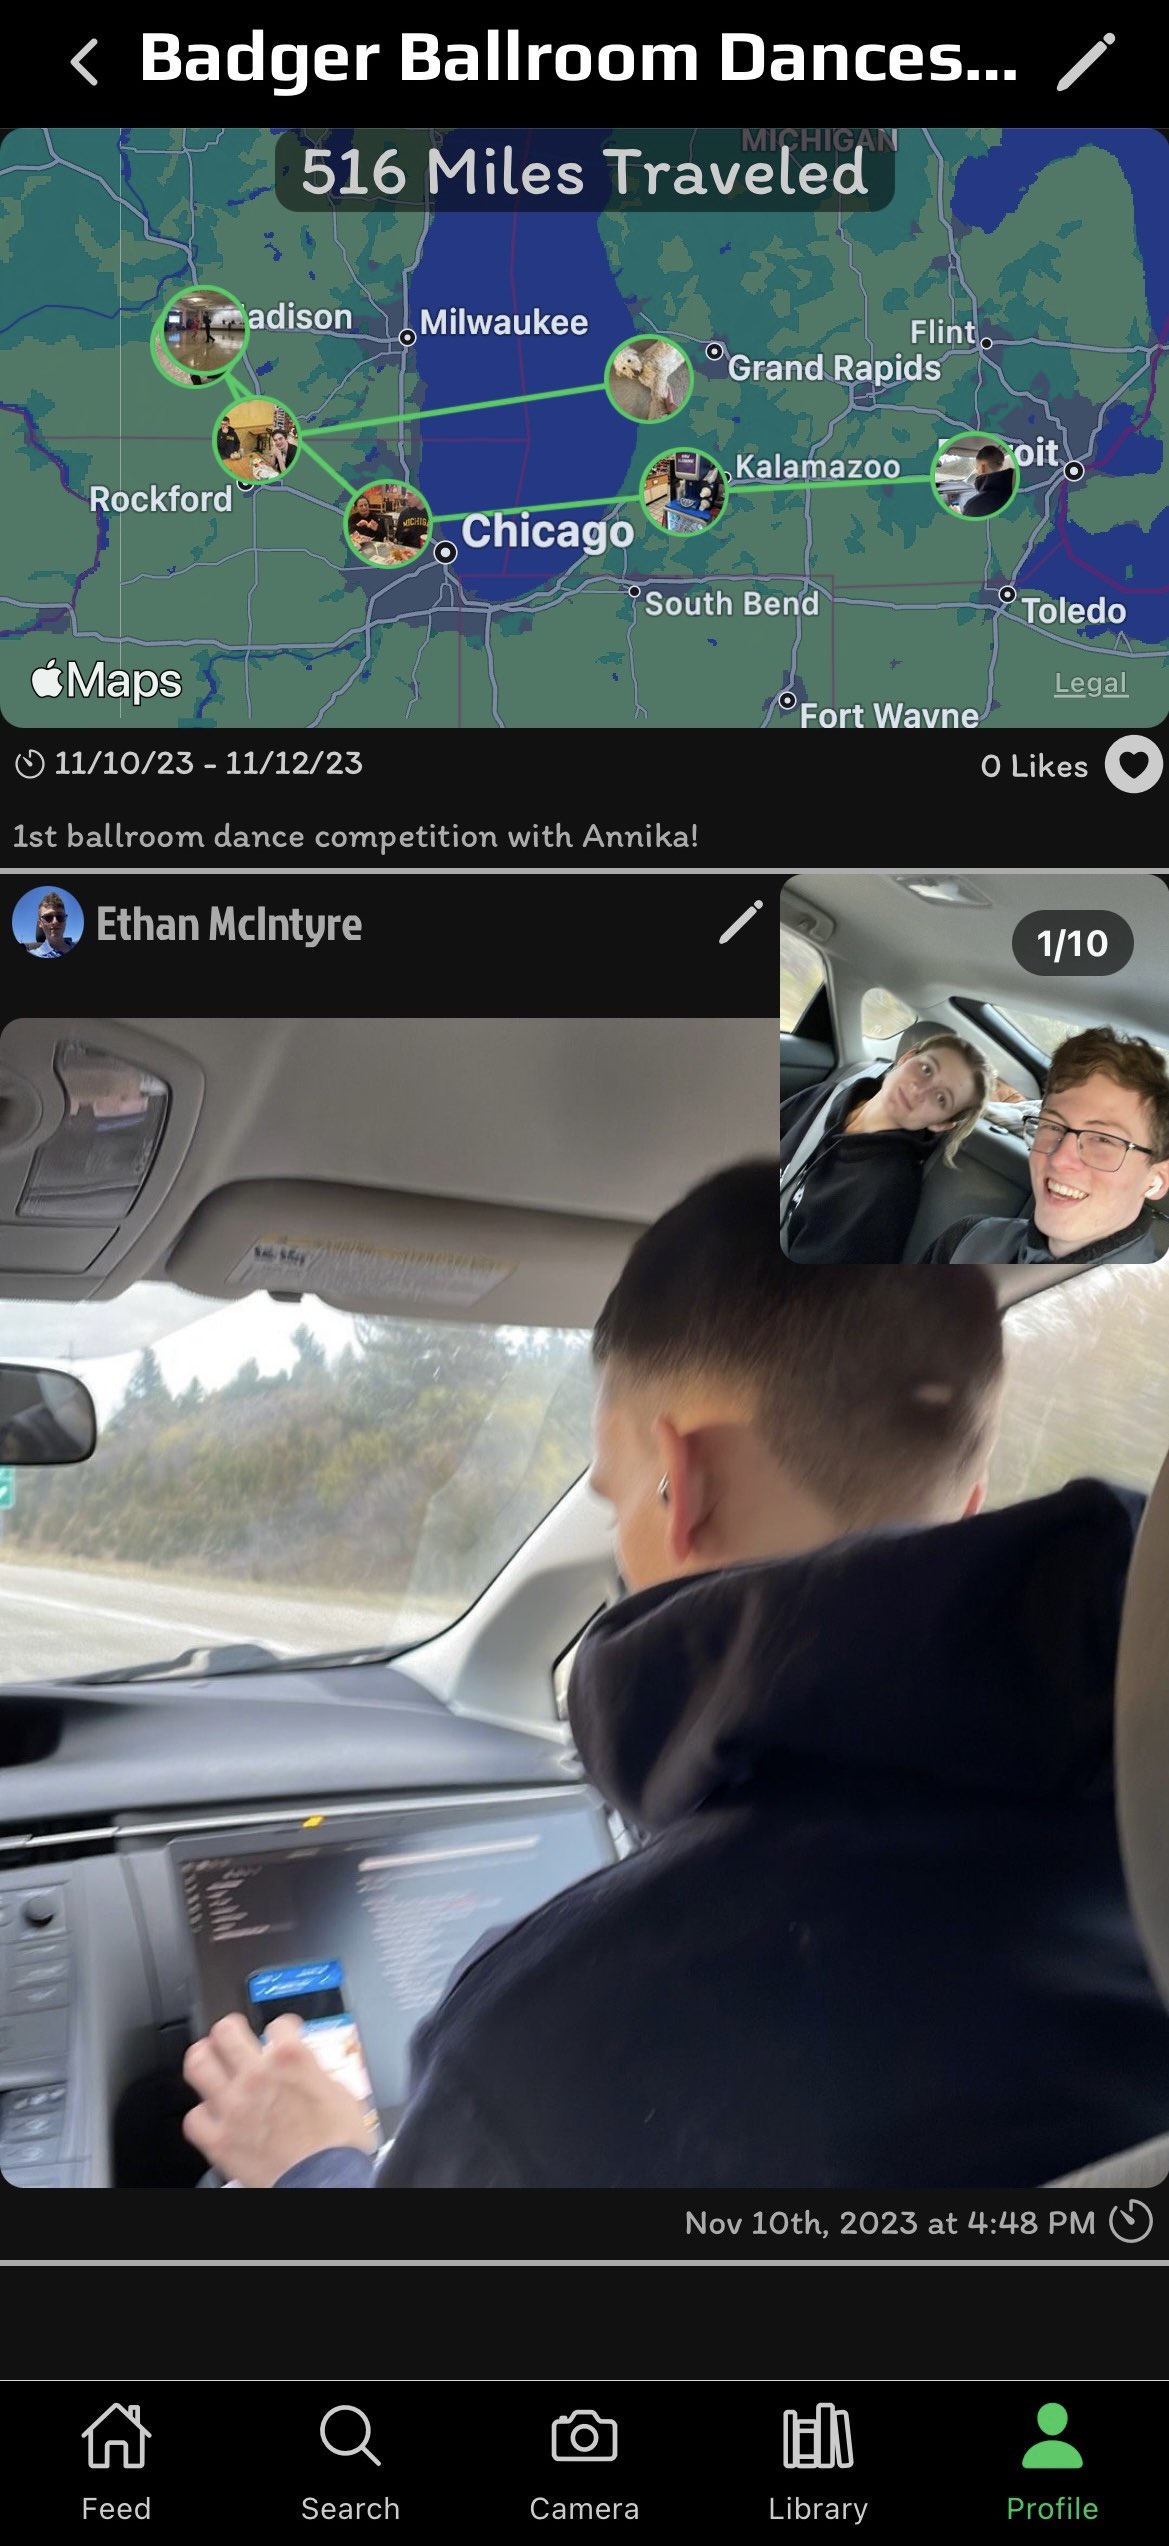 Badger Ballroom Dances...
MICHIGAN
516 Miles Traveled
adison
Milwaukee
Flint
Grand Rapids
oit
Kalamazoo
Rockford
Chicago
South Bend
Toledo
Maps
Legal
Fort Wayne
11/10/23 - 11/12/23
0 Likes
1st ballroom dance competition with Annika!
Ethan McIntyre
1/10
Nov 10th, 2023 at 4:48 PM
Feed
Search
Camera
Library
Profile